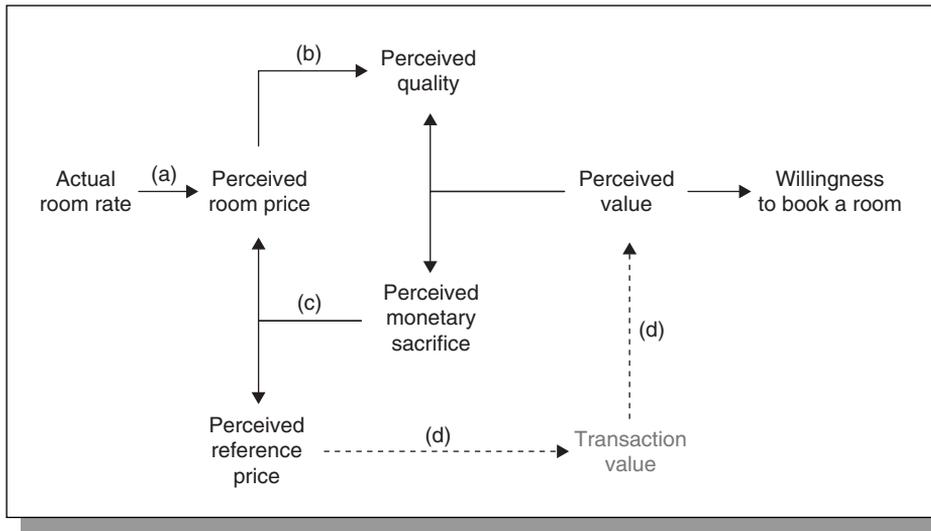 (b)
Perceived
quality
Actual
room rate
(a)
Perceived
room price
Perceived
value
Willingness
to book a room
(c)
Perceived
monetary
sacrifice
(d)
Perceived
reference
price
(d)
Transaction
value